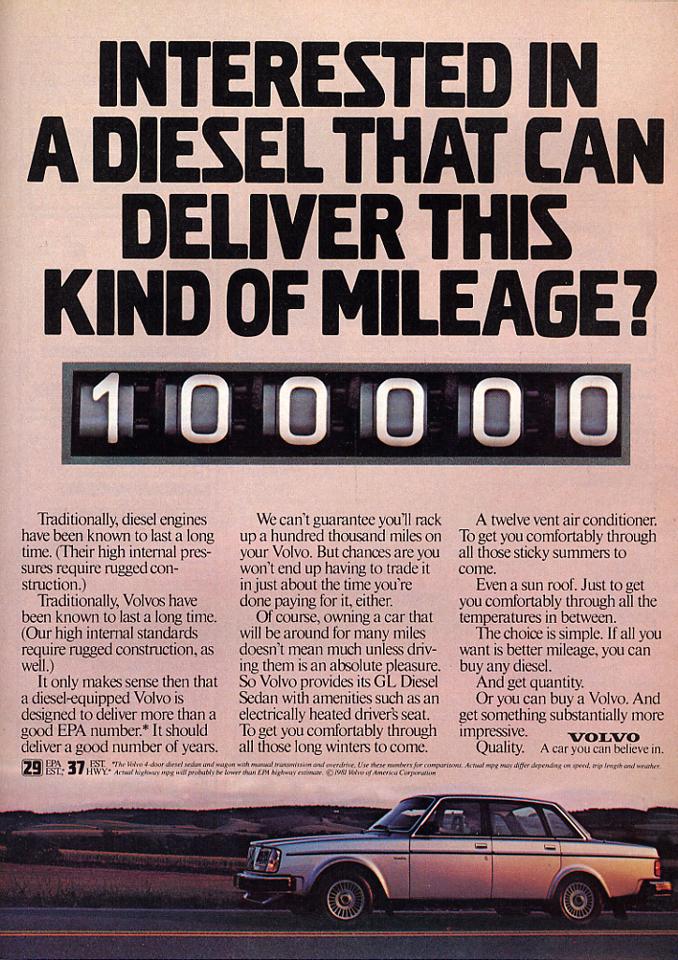 INTERESTED IN
A DIESEL THAT CAN
DELIVER THIS
KIND OF MILEAGE?
100000
Traditionally, diesel engines
have been known to last a long
time. (Their high internal pres-
sures require rugged con-
struction.)
Traditionally, Volvos have
been known to last a long time.
(Our high internal standards
require rugged construction, as
well.)
It only makes sense then that
a diesel-equipped Volvo is
designed to deliver more than a
good EPA number.* It should
deliver a good number of years.
We can't guarantee you'll rack
up a hundred thousand miles on
your Volvo. But chances are you
won't end up having to trade it
in just about the time you're
done paying for it, either.
Of course, owning a car that
will be around for many miles
doesn't mean much unless driv-
ing them is an absolute pleasure.
So Volvo provides its GL Diesel
Sedan with amenities such as an
electrically heated driver's seat.
To get you comfortably through
all those long winters to come.
A twelve vent air conditioner.
To get you comfortably through
all those sticky summers to
come.
Even a sun roof. Just to get
you comfortably through all the
temperatures in between.
The choice is simple. If all you
want is better mileage, you can
buy any diesel.
And get quantity.
Or you can buy a Volvo. And
get something substantially more
impressive.
Quality.
VOLVO
A car you can believe in.
29 EPA EST.* 37 EST. HWY.*
*The Volvo 4-door diesel sedan and wagon with manual transmission and overdrive. Use these numbers for comparisons. Actual mpg may differ depending on speed, trip length and weather.
Actual highway mpg will probably be lower than EPA highway estimate. © 1981 Volvo of America Corporation